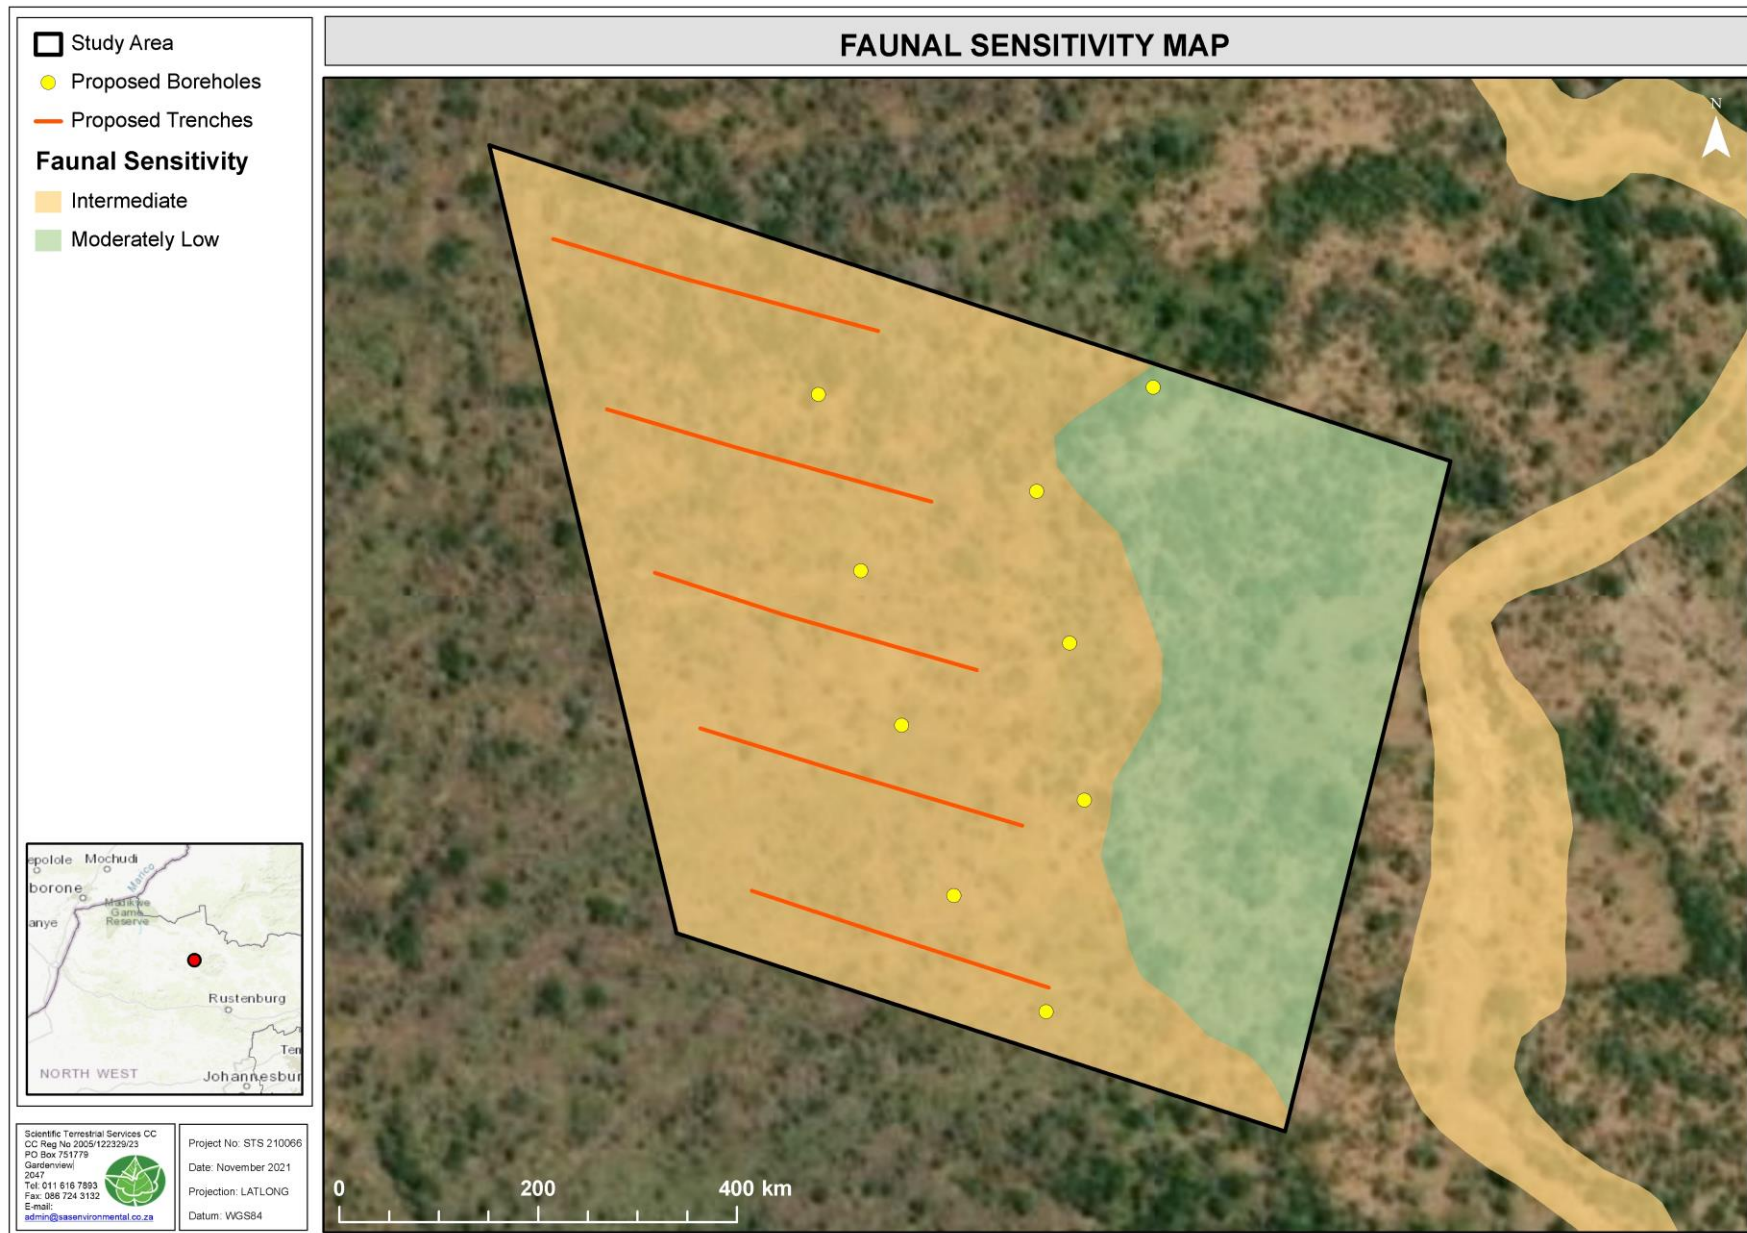 FAUNAL SENSITIVITY MAP
Study Area
Proposed Boreholes
Proposed Trenches
Faunal Sensitivity
Intermediate
Moderately Low
N
epolole Mochudi
borone
Marico
Madikwe
Game
Reserve
anye
Rustenburg
Ten
NORTH WEST
Johannesbur
0 200 400 km
Scientific Terrestrial Services CC
CC Reg No 2005/122329/23
PO Box 751779
Gardenview
2047
Tel: 011 616 7893
Fax: 086 724 3132
E-mail:
admin@sasenvironmental.co.za
Project No: STS 210066
Date: November 2021
Projection: LATLONG
Datum: WGS84